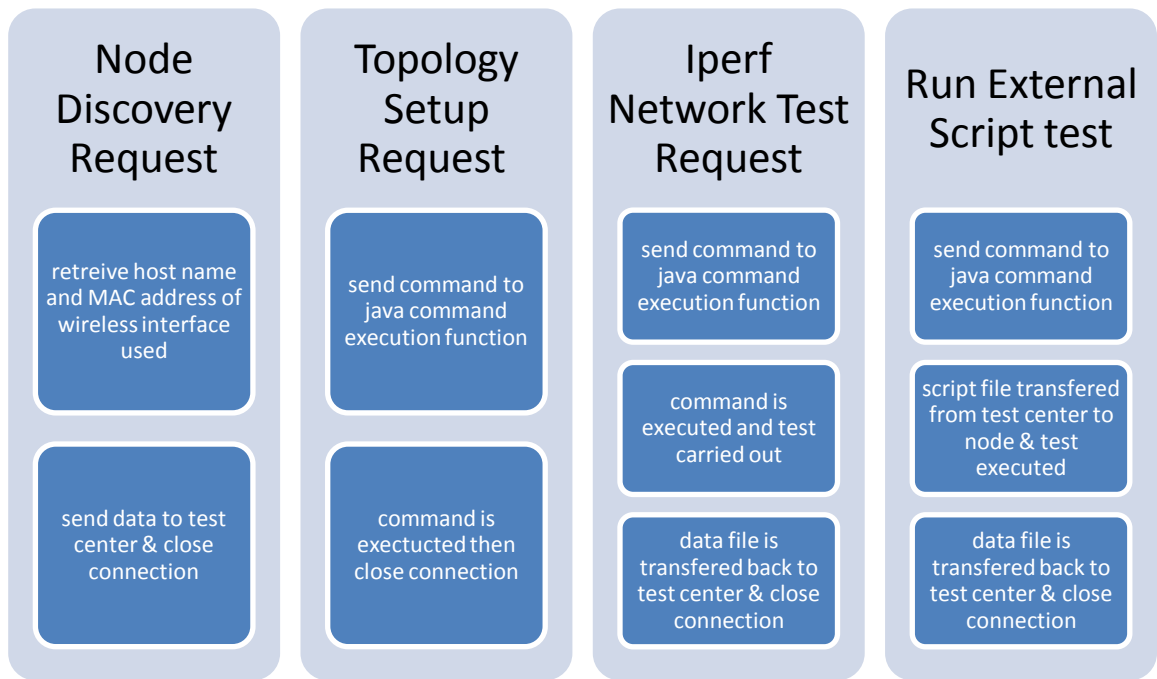 Node
Discovery
Request
retreive host name
and MAC address of
wireless interface
used
send data to test
center & close
connection
Topology
Setup
Request
send command to
java command
execution function
command is
exectucted then
close connection
Iperf
Network Test
Request
send command to
java command
execution function
command is
executed and test
carried out
data file is
transfered back to
test center & close
connection
Run External
Script test
send command to
java command
execution function
script file transfered
from test center to
node & test
executed
data file is
transfered back to
test center & close
connection